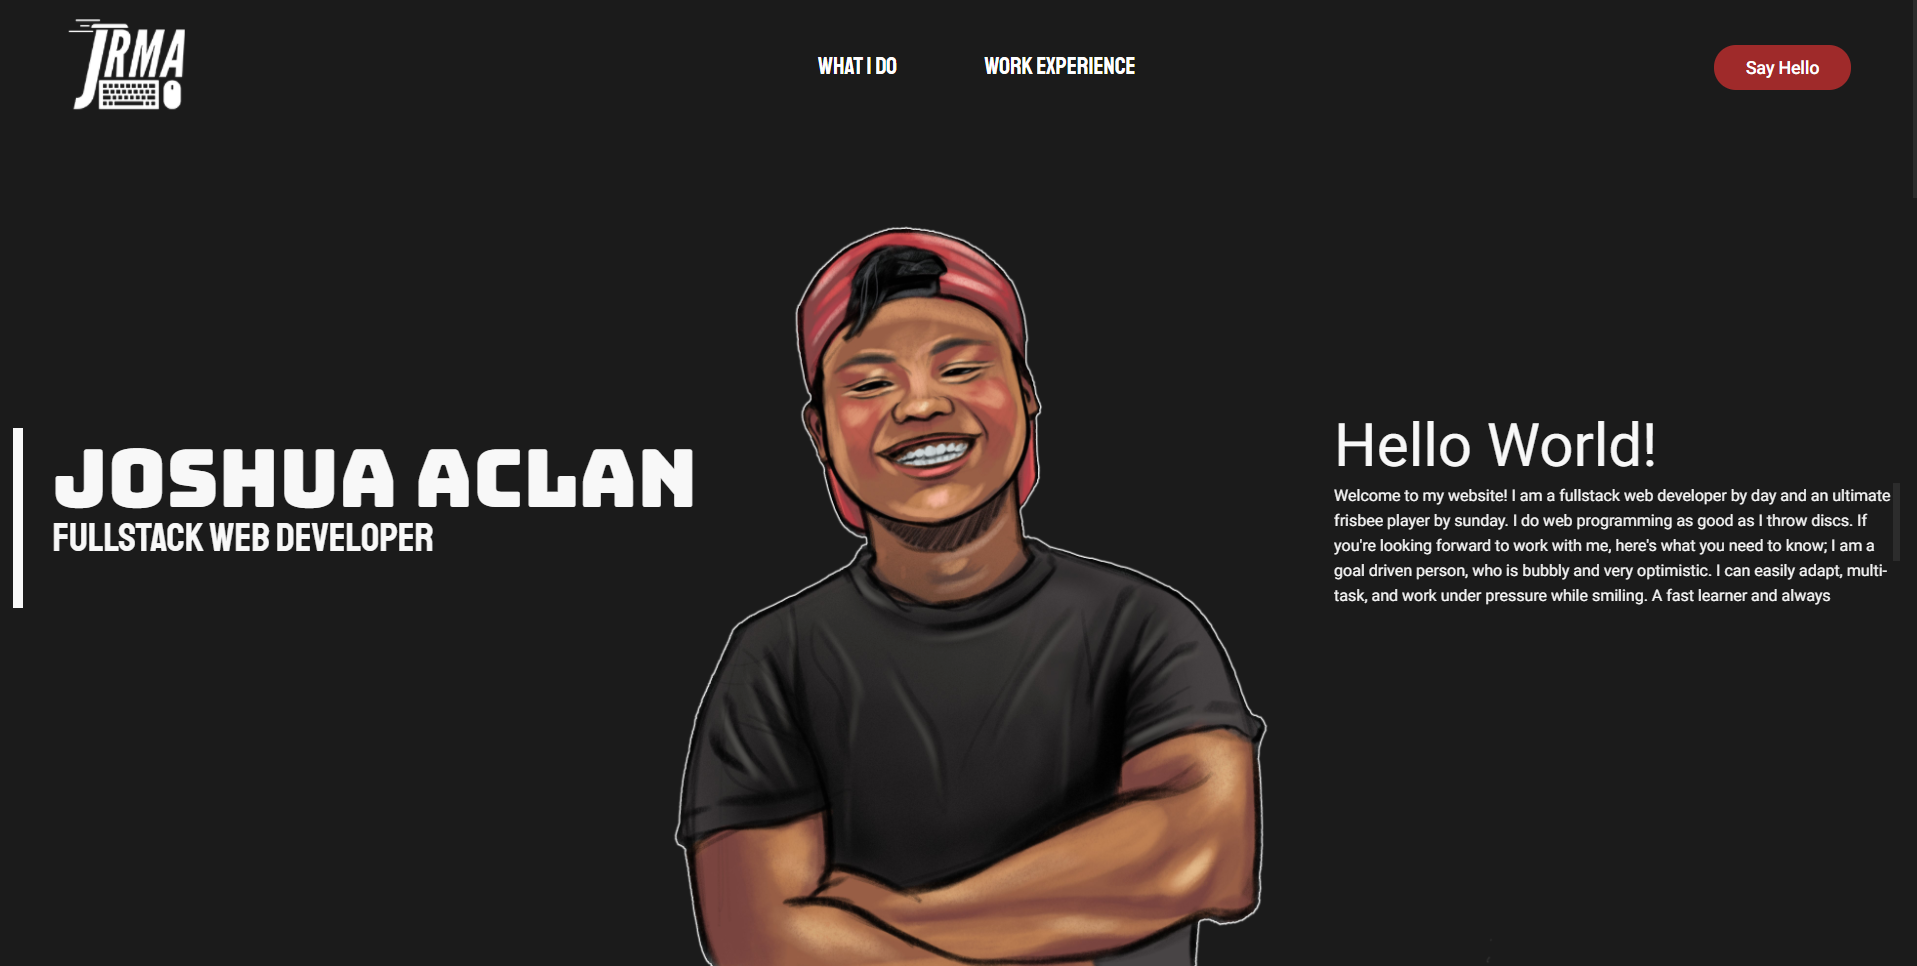 JRMA
WHAT I DO
WORK EXPERIENCE
Say Hello
JOSHUA ACLAN
FULLSTACK WEB DEVELOPER
Hello World!
Welcome to my website! I am a fullstack web developer by day and an ultimate
frisbee player by sunday. I do web programming as good as I throw discs. If
you're looking forward to work with me, here's what you need to know; I am a
goal driven person, who is bubbly and very optimistic. I can easily adapt, multi-
task, and work under pressure while smiling. A fast learner and always